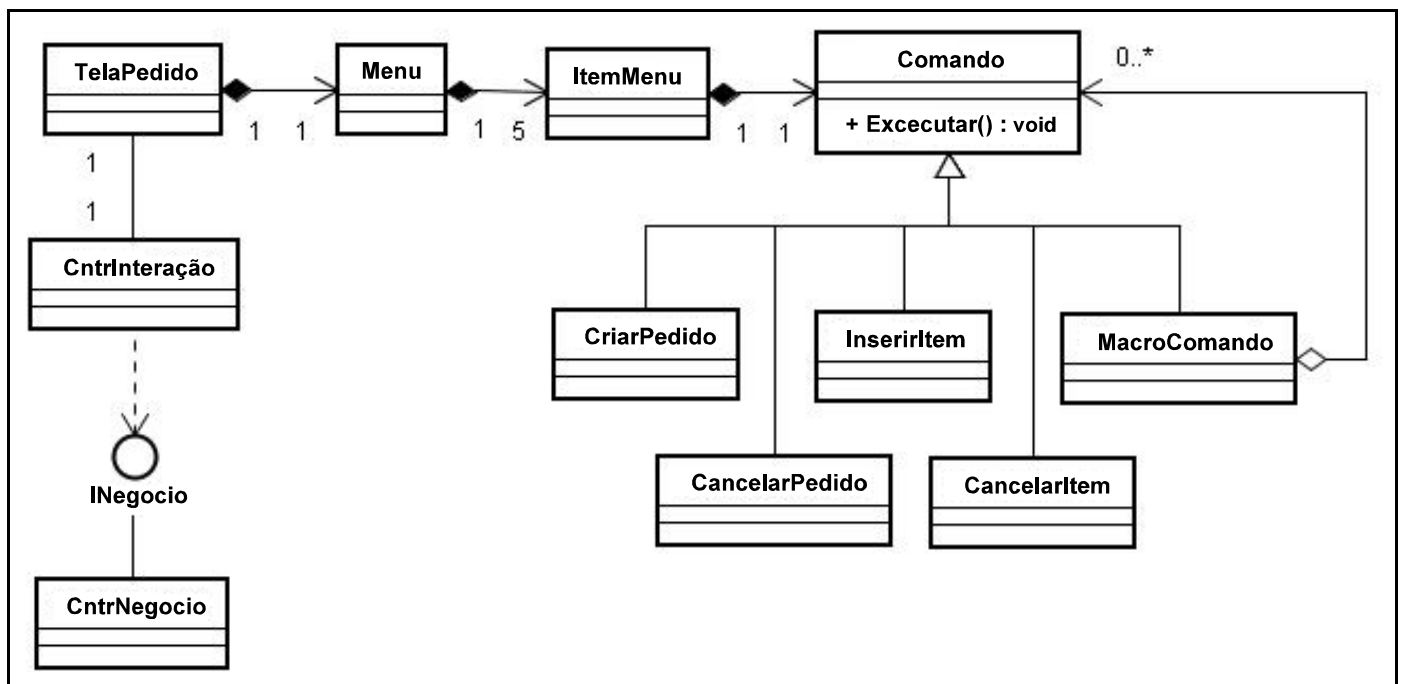 TelaPedido
1
1
Menu
1
5
ItemMenu
1
1
Comando
+ Excecutar() : void
0..*
1
1
CntrInteração
INegocio
CntrNegocio
CriarPedido
InserirItem
MacroComando
CancelarPedido
CancelarItem